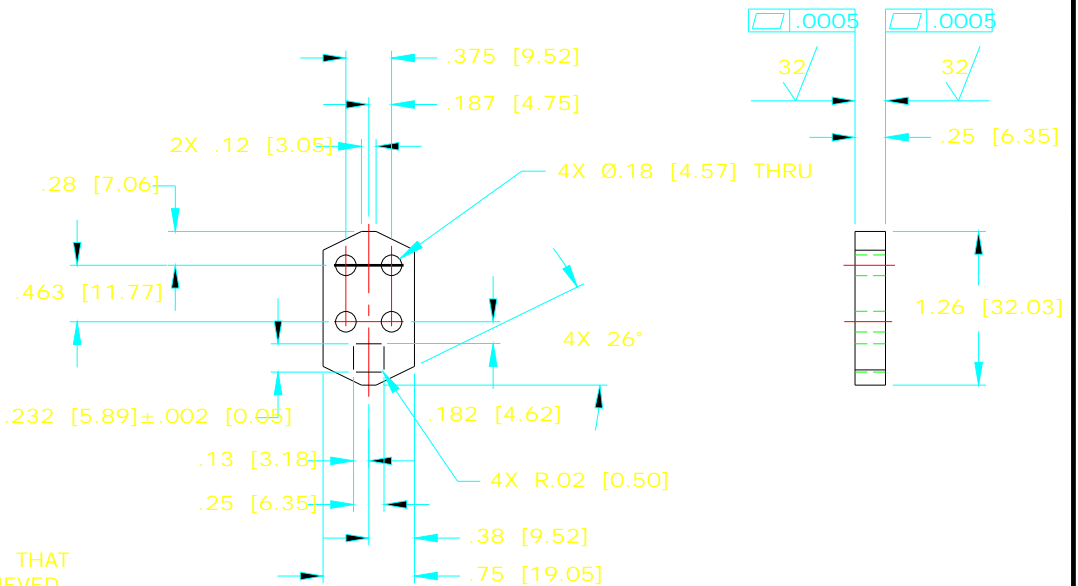 .0005 .0005
.375 [9.52]
32 32
.187 [4.75]
.25 [6.35]
2X .12 [3.05]
4X Ø.18 [4.57] THRU
.28 [7.06]
.463 [11.77]
1.26 [32.03]
4X 26°
.232 [5.89]±.002 [0.05]
.182 [4.62]
.13 [3.18]
4X R.02 [0.50]
.25 [6.35]
.38 [9.52]
THAT
.75 [19.05]